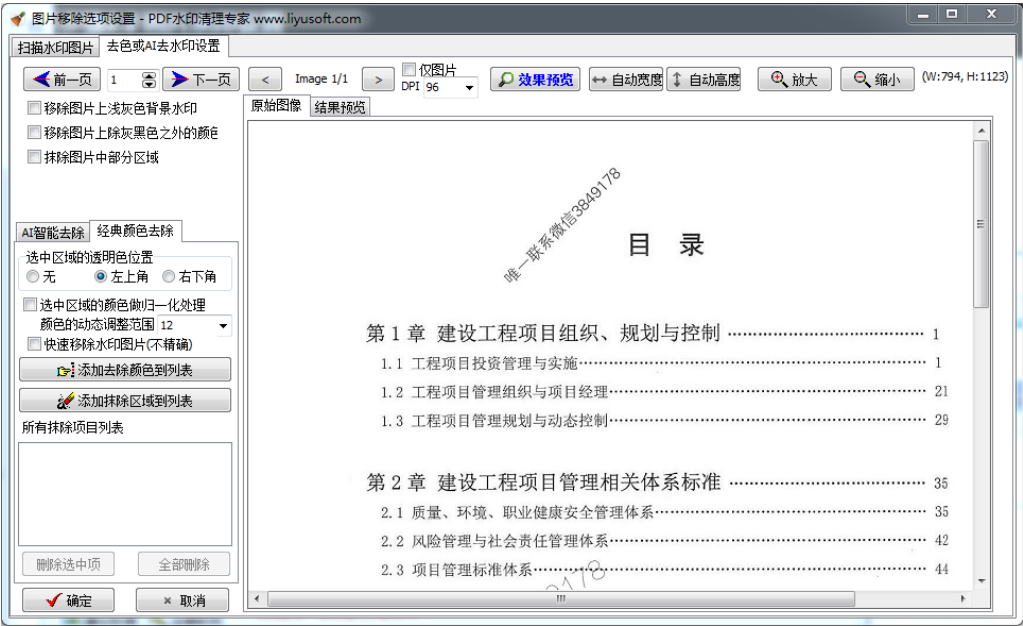 图片移除选项设置 - PDF水印清理专家 www.liyusoft.com
扫描水印图片 去色或AI去水印设置
前一页 1 下一页 < Image 1/1 > 仅图片 DPI 96 效果预览 自动宽度 自动高度 放大 缩小 (W:794, H:1123)
移除图片上浅灰色背景水印
移除图片上除灰黑色之外的颜色
抹除图片中部分区域
AI智能去除 经典颜色去除
选中区域的透明色位置
无 左上角 右下角
选中区域的颜色做归一化处理
颜色的动态调整范围 12
快速移除水印图片(不精确)
添加去除颜色到列表
添加抹除区域到列表
所有抹除项目列表
删除选中项 全部删除
确定 取消
原始图像 结果预览
唯一联系微信3849178
目 录
第 1 章 建设工程项目组织、规划与控制 …………………………… 1
1.1 工程项目投资管理与实施…………………………… 1
1.2 工程项目管理组织与项目经理…………………………… 21
1.3 工程项目管理规划与动态控制…………………………… 29
第 2 章 建设工程项目管理相关体系标准 …………………………… 35
2.1 质量、环境、职业健康安全管理体系…………………………… 35
2.2 风险管理与社会责任管理体系…………………………… 42
2.3 项目管理标准体系…………………………… 44
9178